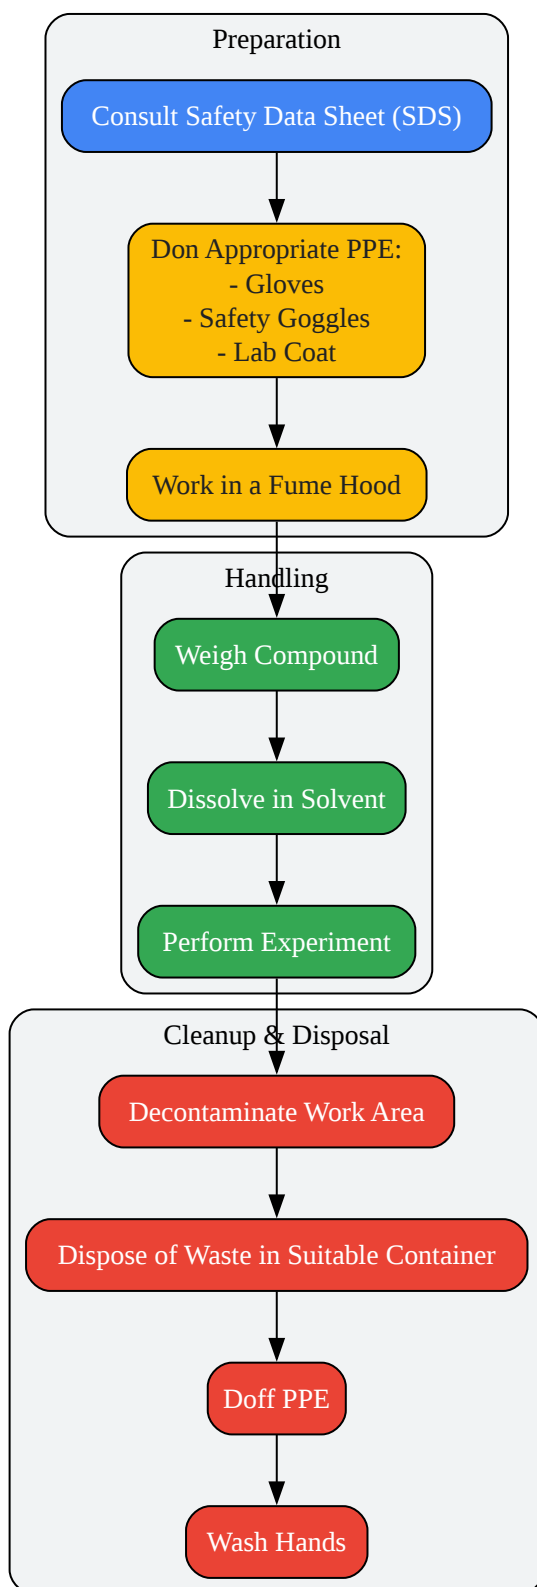 Preparation
Consult Safety Data Sheet (SDS)
Don Appropriate PPE:
- Gloves
- Safety Goggles
- Lab Coat
Work in a Fume Hood
Handling
Weigh Compound
Dissolve in Solvent
Perform Experiment
Cleanup & Disposal
Decontaminate Work Area
Dispose of Waste in Suitable Container
Doff PPE
Wash Hands